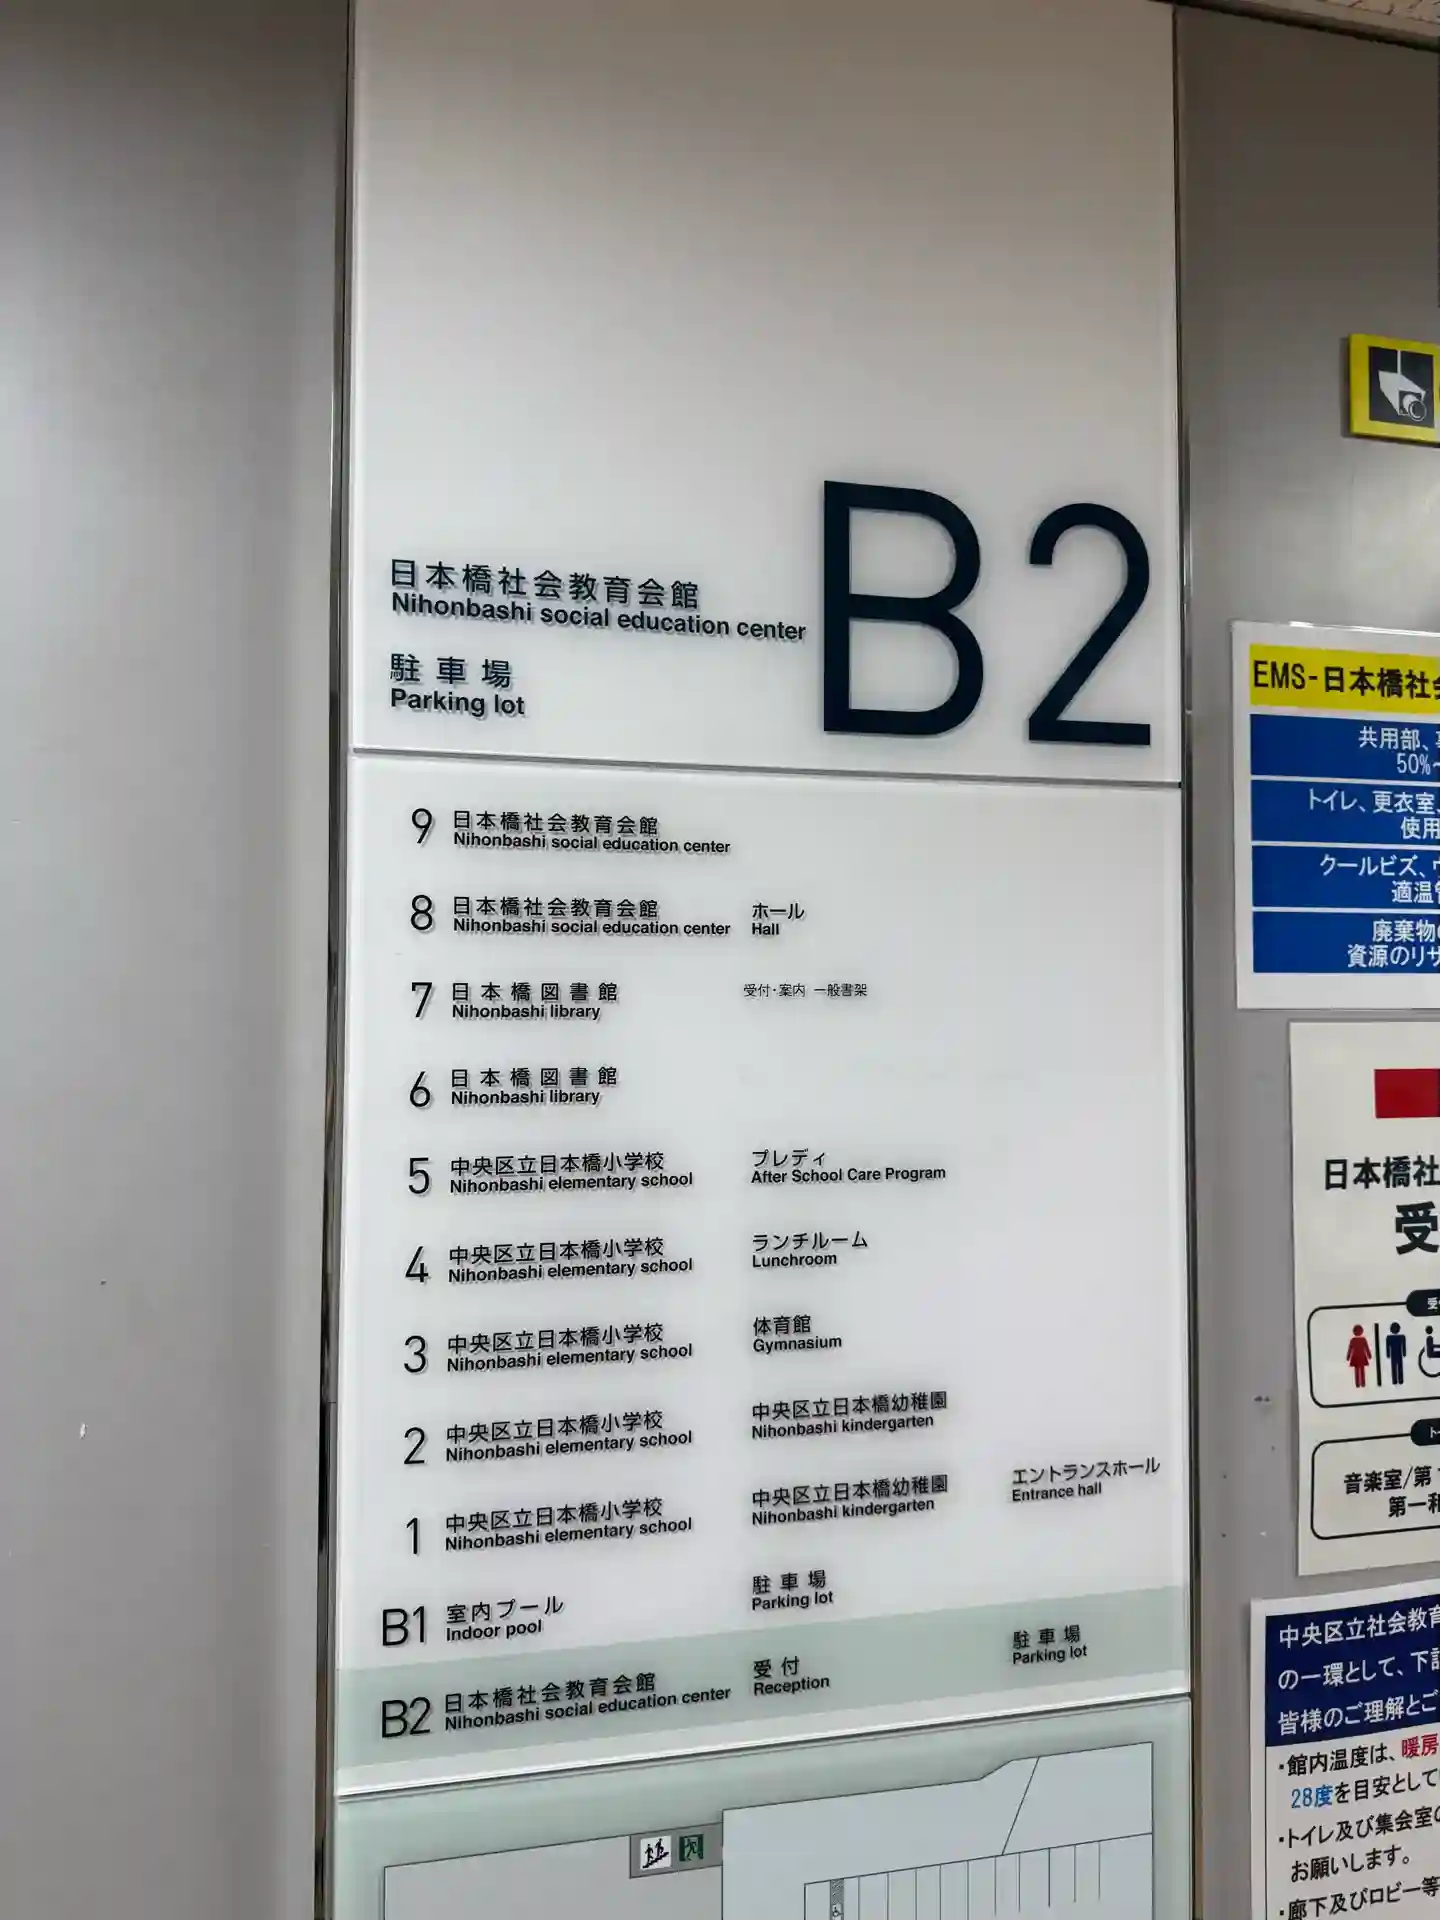 B2
日本橋社会教育会館
Nihonbashi social education center
駐車場
Parking lot
9 日本橋社会教育会館
Nihonbashi social education center
8 日本橋社会教育会館 ホール
Nihonbashi social education center Hall
7 日本橋図書館 受付・案内 一般書架
Nihonbashi library
6 日本橋図書館
Nihonbashi library
5 中央区立日本橋小学校 プレディ
Nihonbashi elementary school After School Care Program
4 中央区立日本橋小学校 ランチルーム
Nihonbashi elementary school Lunchroom
3 中央区立日本橋小学校 体育館
Nihonbashi elementary school Gymnasium
2 中央区立日本橋小学校 中央区立日本橋幼稚園
Nihonbashi elementary school Nihonbashi kindergarten
1 中央区立日本橋小学校 中央区立日本橋幼稚園 エントランスホール
Nihonbashi elementary school Nihonbashi kindergarten Entrance hall
B1 室内プール 駐車場
Indoor pool Parking lot
B2 日本橋社会教育会館 受付 駐車場
Nihonbashi social education center Reception Parking lot
EMS-日本橋社
共用部、
50%
トイレ、更衣室、
使用
クールビズ、
適温
廃棄物
資源のリサ
日本橋社
受
音楽室/第
第一
中央区立社会教育
の一環として、下
皆様のご理解とご
・館内温度は、暖房
28度を目安として
・トイレ及び集会室
お願いします。
・廊下及びロビー等